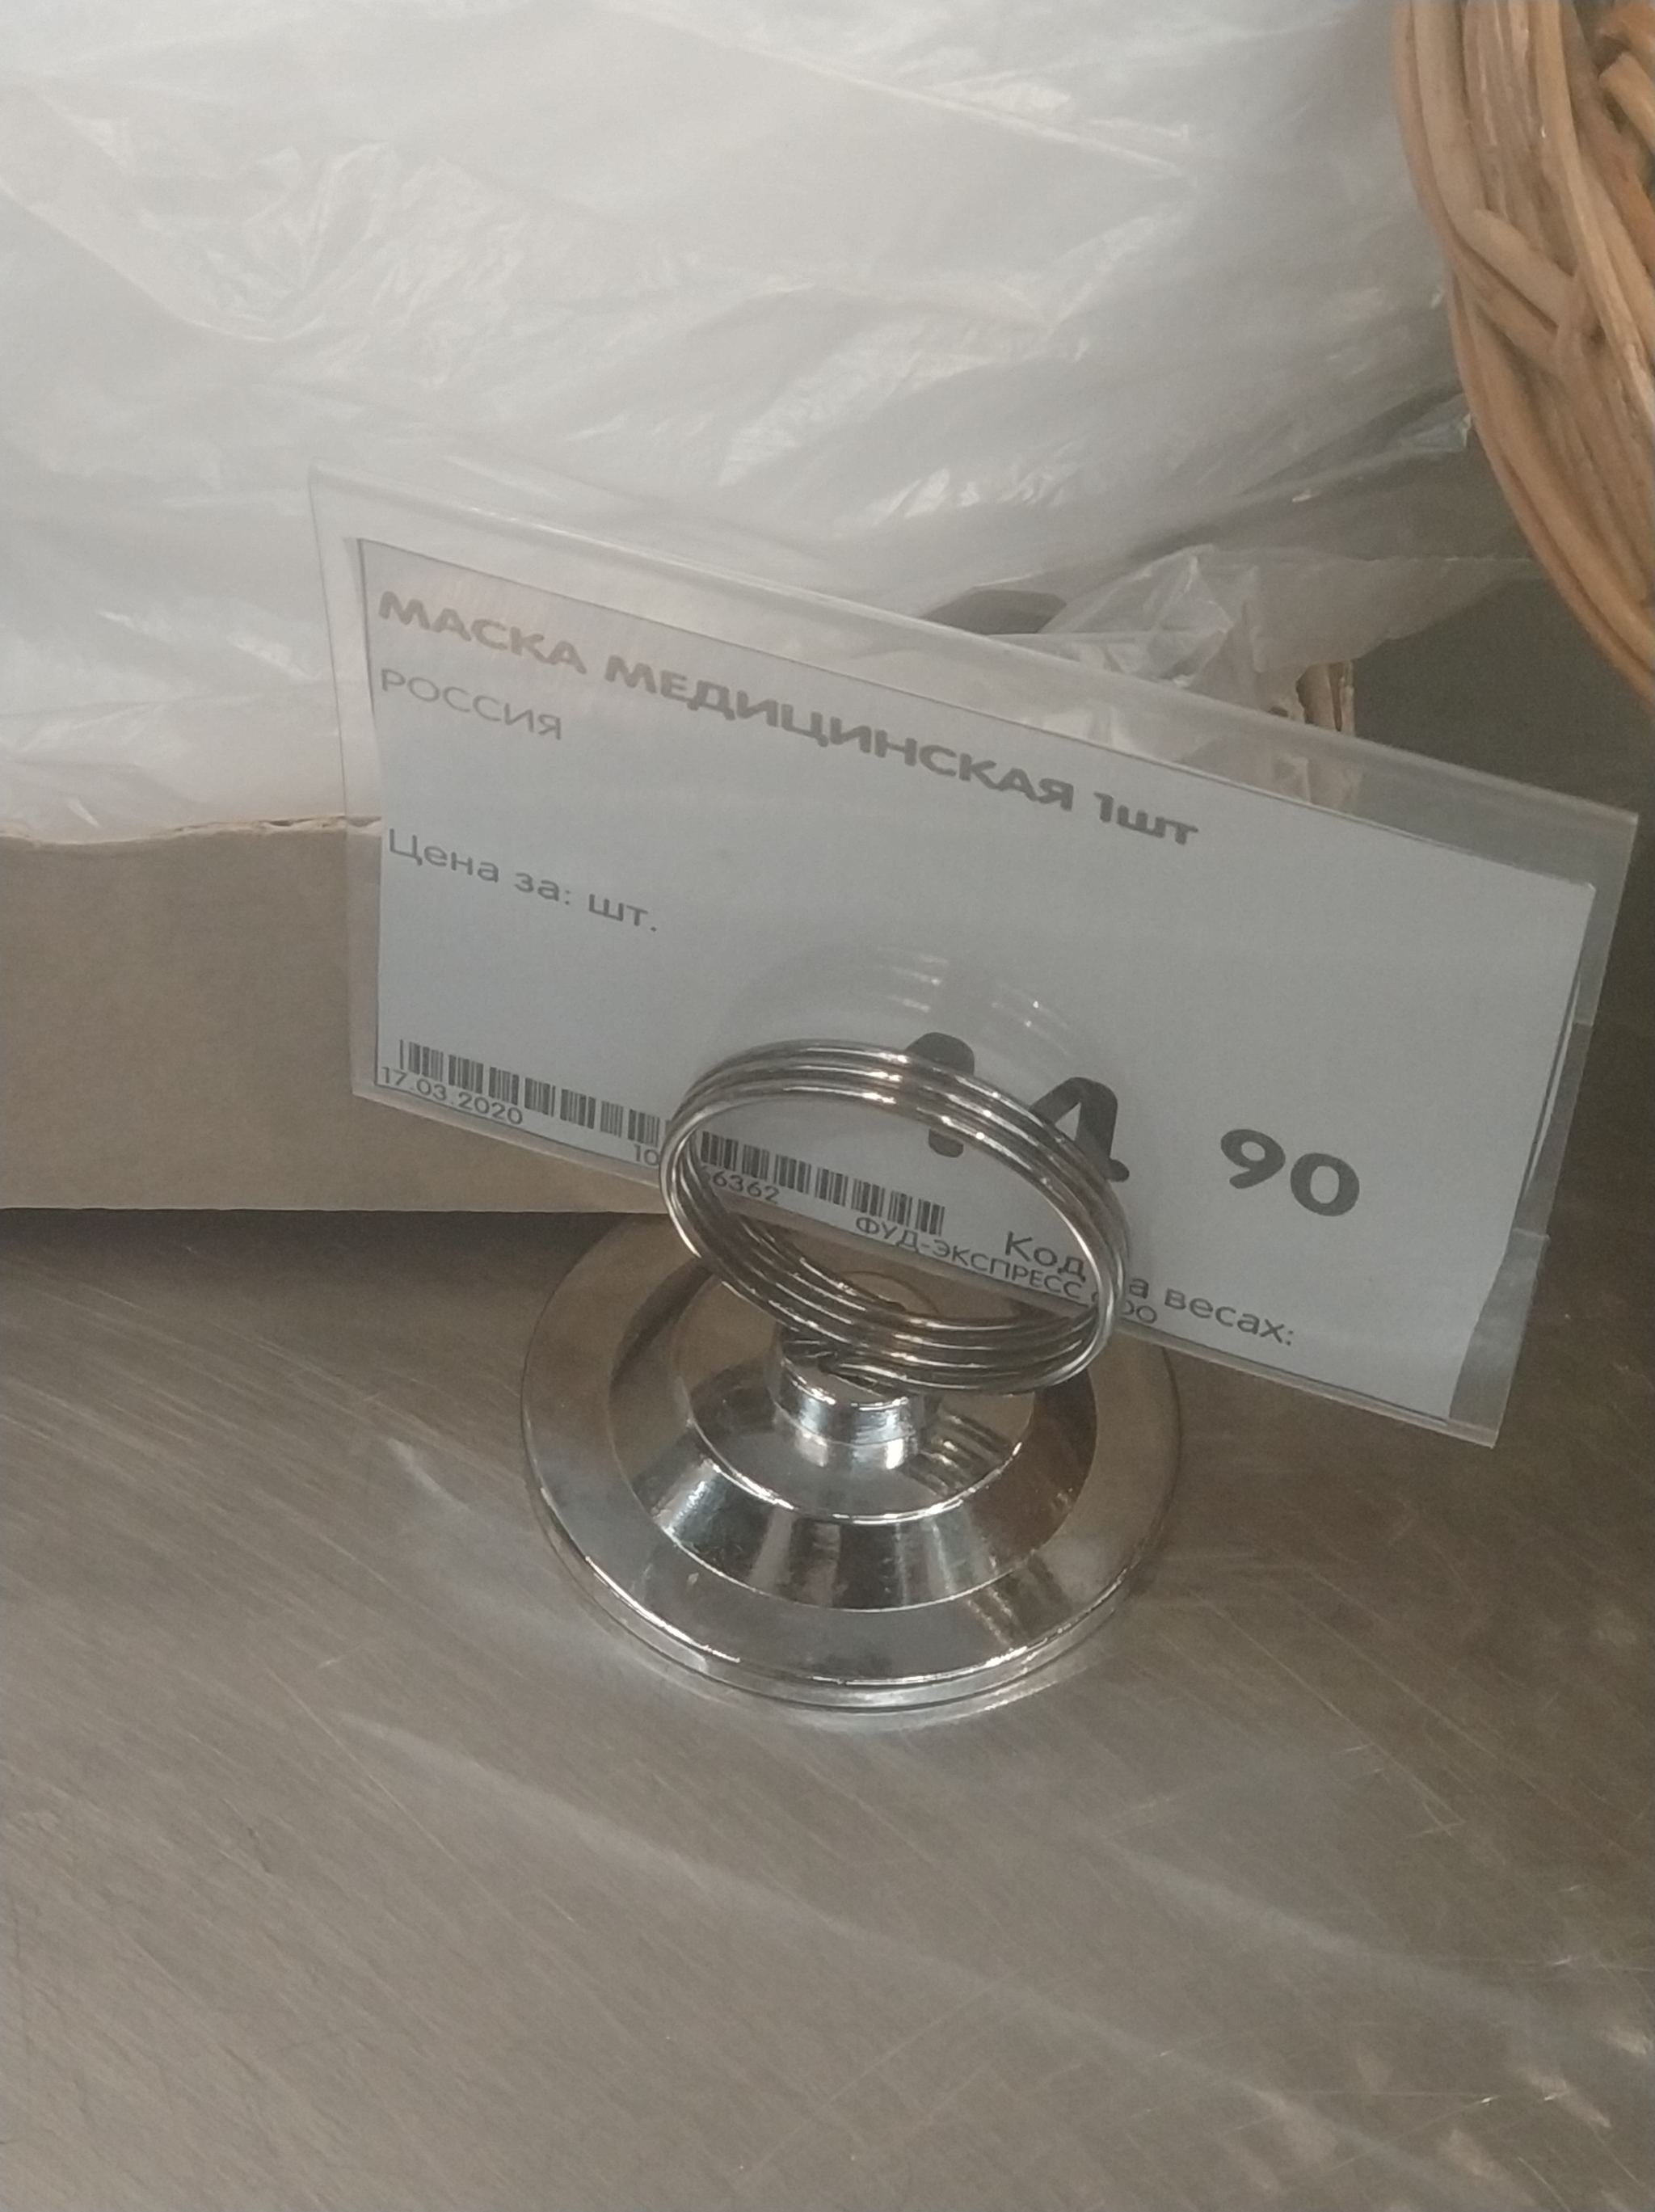 МАСКА МЕДИЦИНСКАЯ 1шт
РОССИЯ
Цена за: шт.
90
17.03.2020
Код весах:
ФУД-ЭКСПРЕСС